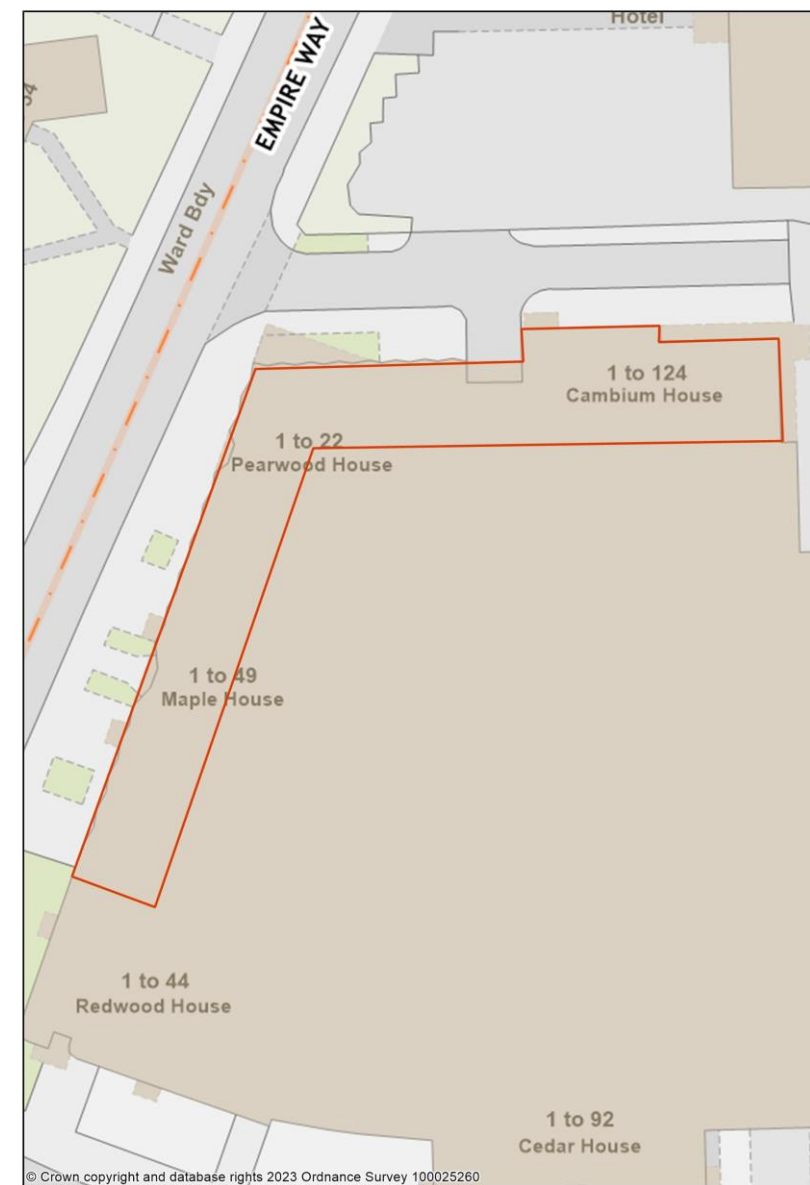 Hotel
EMPIRE WAY
54
Ward Bdy
1 to 124
Cambium House
1 to 22
Pearwood House
1 to 49
Maple House
1 to 44
Redwood House
1 to 92
Cedar House
© Crown copyright and database rights 2023 Ordnance Survey 100025260